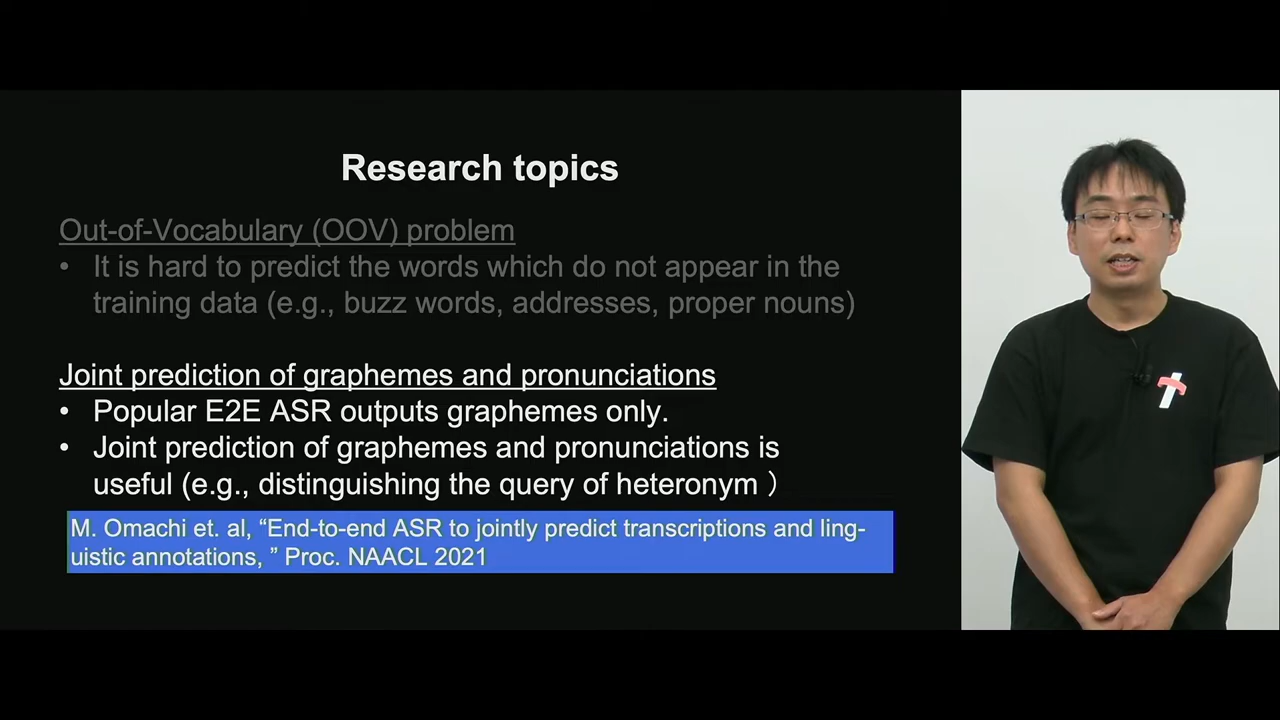 Research topics
Out-of-Vocabulary (OOV) problem
• It is hard to predict the words which do not appear in the
training data (e.g., buzz words, addresses, proper nouns)
Joint prediction of graphemes and pronunciations
• Popular E2E ASR outputs graphemes only.
• Joint prediction of graphemes and pronunciations is
useful (e.g., distinguishing the query of heteronym ）
M. Omachi et. al, “End-to-end ASR to jointly predict transcriptions and ling-
uistic annotations, ” Proc. NAACL 2021